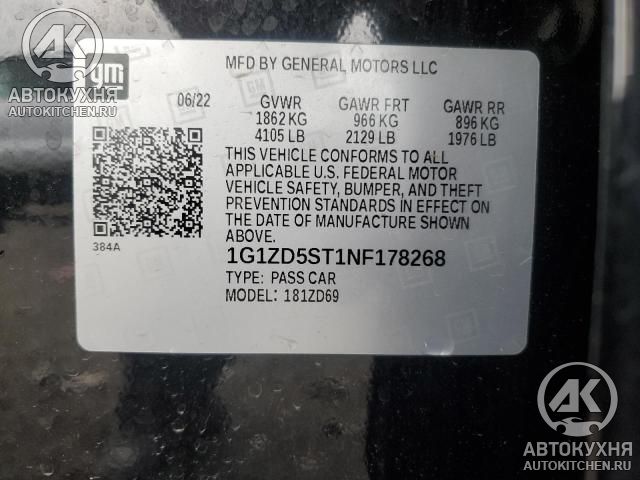 AK
АВТОКУХНЯ
AUTOKITCHEN.RU
gm
MFD BY GENERAL MOTORS LLC
06/22 GVWR GAWR FRT GAWR RR
1862 KG 966 KG 896 KG
4105 LB 2129 LB 1976 LB
THIS VEHICLE CONFORMS TO ALL
APPLICABLE U.S. FEDERAL MOTOR
VEHICLE SAFETY, BUMPER, AND THEFT
PREVENTION STANDARDS IN EFFECT ON
THE DATE OF MANUFACTURE SHOWN
ABOVE.
384A
1G1ZD5ST1NF178268
TYPE: PASS CAR
MODEL: 181ZD69
AK
АВТОКУХНЯ
AUTOKITCHEN.RU